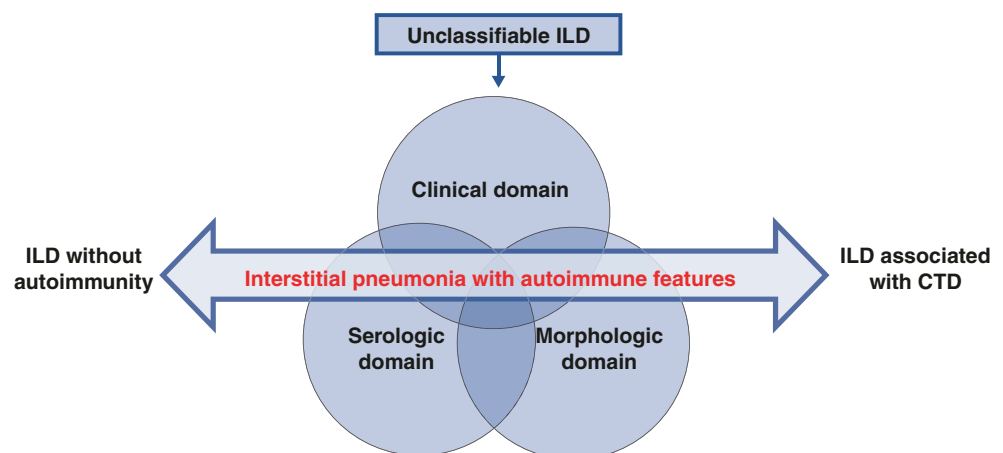 Unclassifiable ILD
Clinical domain
ILD without
autoimmunity
Interstitial pneumonia with autoimmune features
ILD associated
with CTD
Serologic
domain
Morphologic
domain